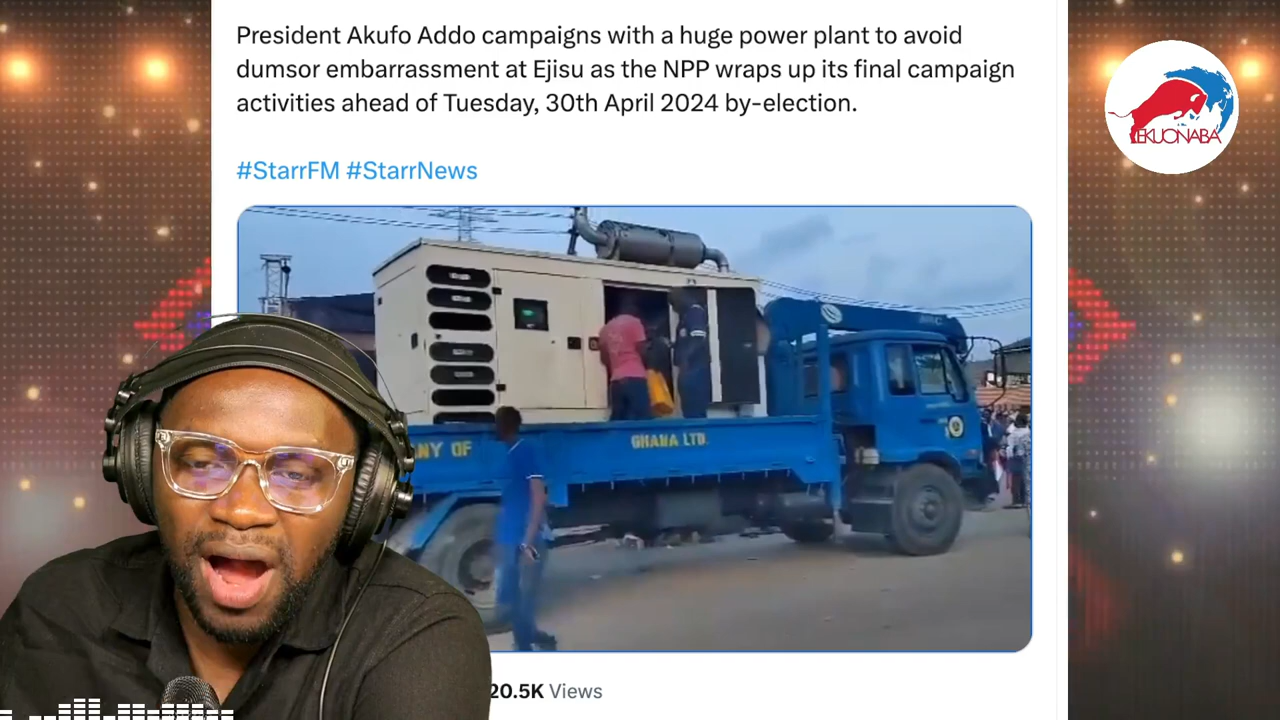 President Akufo Addo campaigns with a huge power plant to avoid
dumsor embarrassment at Ejisu as the NPP wraps up its final campaign
activities ahead of Tuesday, 30th April 2024 by-election.
#StarrFM #StarrNews
EKUONABA
NY OF GHANA LTD.
20.5K Views